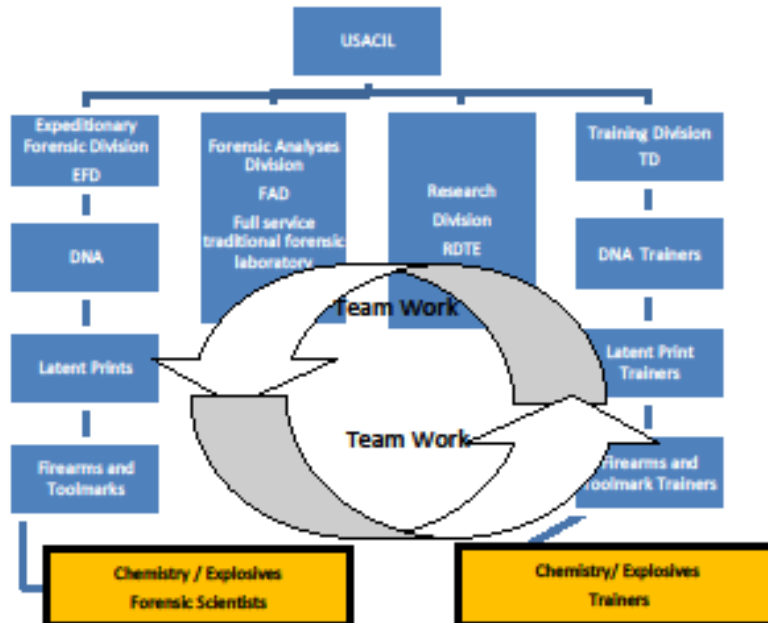 USACIL
Expeditionary
Forensic Division
EFD
Forensic Analyses
Division
FAD
Full service
traditional forensic
laboratory
Research
Division
RDTE
Training Division
TD
DNA
DNA Trainers
Team Work
Latent Prints
Latent Print
Trainers
Team Work
Firearms and
Toolmarks
Firearms and
Toolmark Trainers
Chemistry / Explosives
Forensic Scientists
Chemistry/ Explosives
Trainers